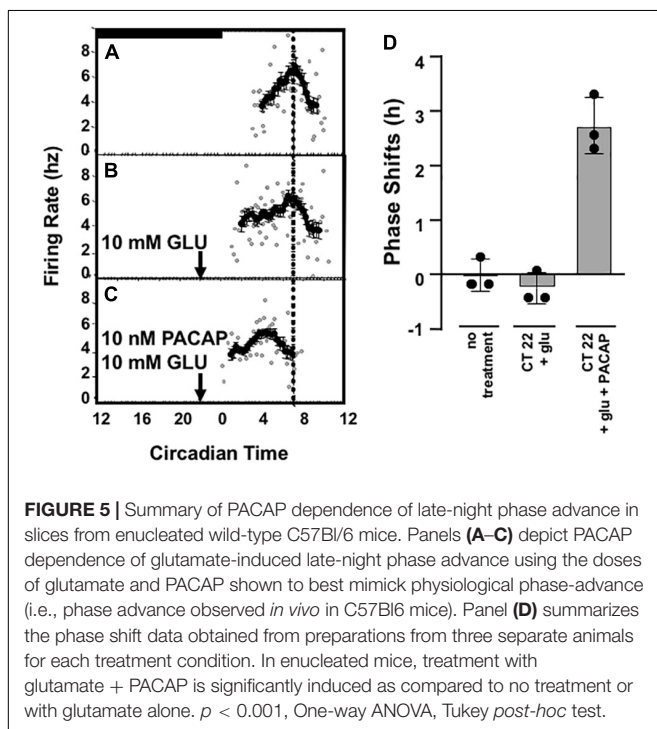 A
8
6
4
2
0
B
8
6
4
2
0
10 mM GLU
C
8
6
4
2
0
10 nM PACAP
10 mM GLU
Firing Rate (hz)
12 16 20 0 4 8 12
Circadian Time
D
4
3
2
1
0
-1
Phase Shifts (h)
no
treatment
CT 22
+ glu
CT 22
+ glu + PACAP
FIGURE 5 | Summary of PACAP dependence of late-night phase advance in
slices from enucleated wild-type C57Bl/6 mice. Panels (A–C) depict PACAP
dependence of glutamate-induced late-night phase advance using the doses
of glutamate and PACAP shown to best mimick physiological phase-advance
(i.e., phase advance observed in vivo in C57Bl6 mice). Panel (D) summarizes
the phase shift data obtained from preparations from three separate animals
for each treatment condition. In enucleated mice, treatment with
glutamate + PACAP is significantly induced as compared to no treatment or
with glutamate alone. p < 0.001, One-way ANOVA, Tukey post-hoc test.